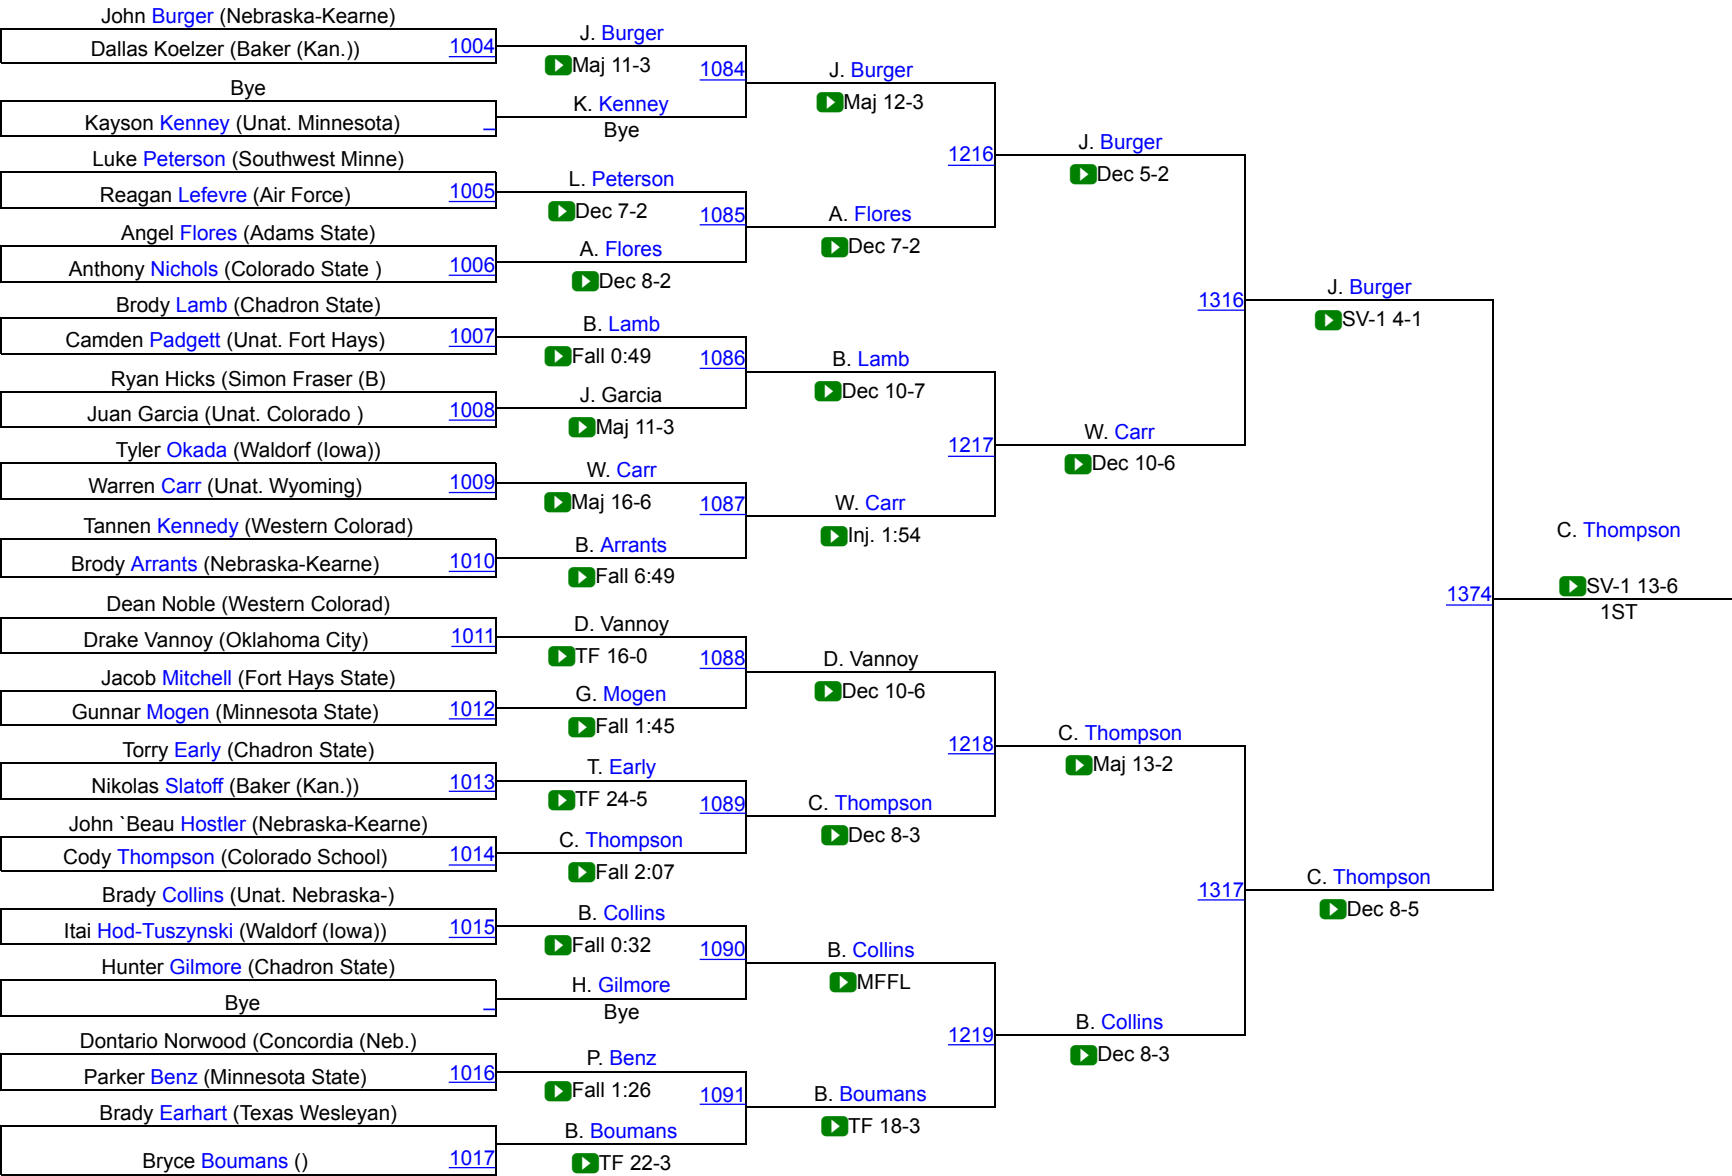 John Burger (Nebraska-Kearne)
Dallas Koelzer (Baker (Kan.))
1004
Bye
Kayson Kenney (Unat. Minnesota)
Luke Peterson (Southwest Minne)
Reagan Lefevre (Air Force)
1005
Angel Flores (Adams State)
Anthony Nichols (Colorado State )
1006
Brody Lamb (Chadron State)
Camden Padgett (Unat. Fort Hays)
1007
Ryan Hicks (Simon Fraser (B)
Juan Garcia (Unat. Colorado )
1008
Tyler Okada (Waldorf (Iowa))
Warren Carr (Unat. Wyoming)
1009
Tannen Kennedy (Western Colorad)
Brody Arrants (Nebraska-Kearne)
1010
Dean Noble (Western Colorad)
Drake Vannoy (Oklahoma City)
1011
Jacob Mitchell (Fort Hays State)
Gunnar Mogen (Minnesota State)
1012
Torry Early (Chadron State)
Nikolas Slatoff (Baker (Kan.))
1013
John `Beau Hostler (Nebraska-Kearne)
Cody Thompson (Colorado School)
1014
Brady Collins (Unat. Nebraska-)
Itai Hod-Tuszynski (Waldorf (Iowa))
1015
Hunter Gilmore (Chadron State)
Bye
Dontario Norwood (Concordia (Neb.)
Parker Benz (Minnesota State)
1016
Brady Earhart (Texas Wesleyan)
Bryce Boumans ()
1017
J. Burger
Maj 11-3
1084
K. Kenney
Bye
L. Peterson
Dec 7-2
1085
A. Flores
Dec 8-2
B. Lamb
Fall 0:49
1086
J. Garcia
Maj 11-3
W. Carr
Maj 16-6
1087
B. Arrants
Fall 6:49
D. Vannoy
TF 16-0
1088
G. Mogen
Fall 1:45
T. Early
TF 24-5
1089
C. Thompson
Fall 2:07
B. Collins
Fall 0:32
1090
H. Gilmore
Bye
P. Benz
Fall 1:26
1091
B. Boumans
TF 22-3
J. Burger
Maj 12-3
1216
A. Flores
Dec 7-2
B. Lamb
Dec 10-7
1217
W. Carr
Inj. 1:54
D. Vannoy
Dec 10-6
1218
C. Thompson
Dec 8-3
B. Collins
MFFL
1219
B. Boumans
TF 18-3
J. Burger
Dec 5-2
1316
W. Carr
Dec 10-6
C. Thompson
Maj 13-2
1317
B. Collins
Dec 8-3
J. Burger
SV-1 4-1
1374
C. Thompson
Dec 8-5
C. Thompson
SV-1 13-6
1ST